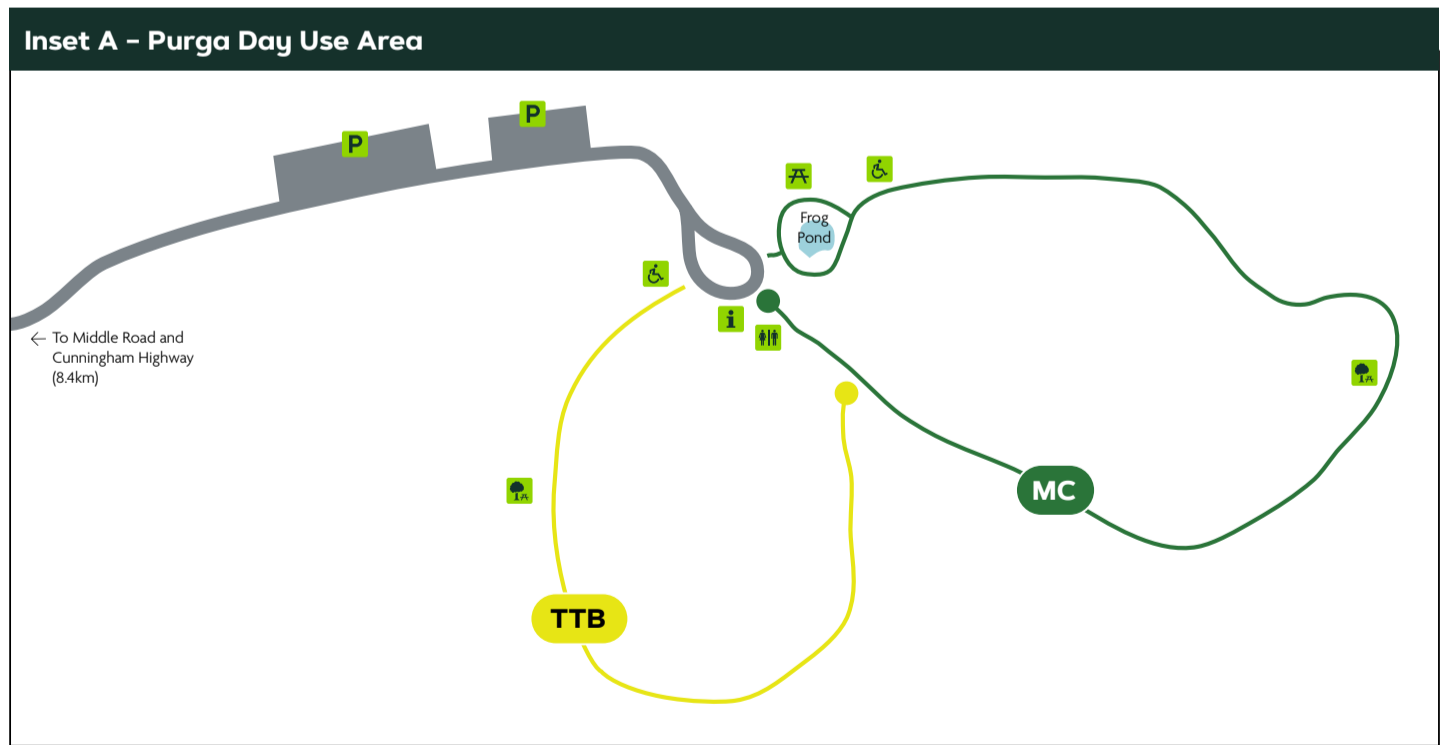 Inset A – Purga Day Use Area
P
P
Frog
Pond
i
← To Middle Road and
Cunningham Highway
(8.4km)
MC
TTB